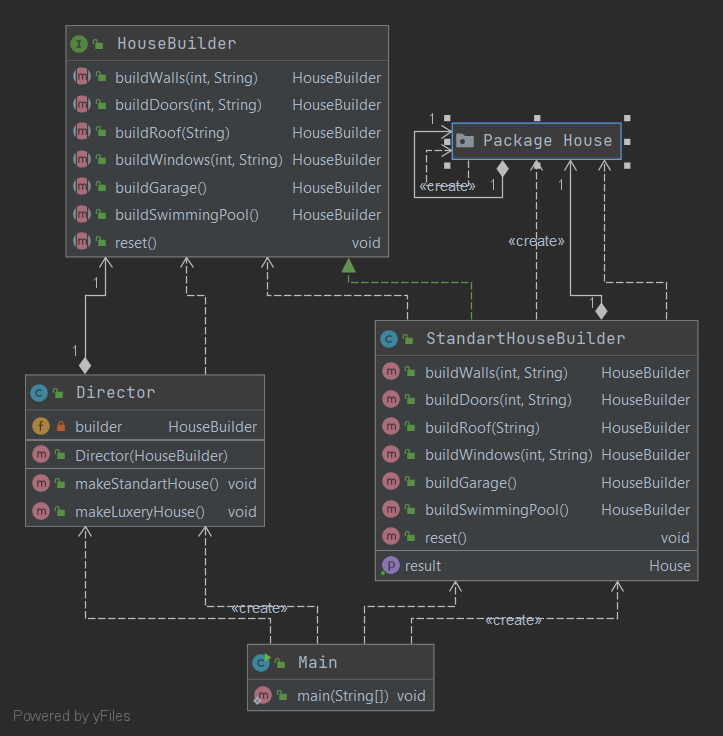 HouseBuilder
buildWalls(int, String) HouseBuilder
buildDoors(int, String) HouseBuilder
buildRoof(String) HouseBuilder
buildWindows(int, String) HouseBuilder
buildGarage() HouseBuilder
buildSwimmingPool() HouseBuilder
reset() void
1
Package House
«create»
1
1
«create»
1
1
1
StandartHouseBuilder
buildWalls(int, String) HouseBuilder
buildDoors(int, String) HouseBuilder
buildRoof(String) HouseBuilder
buildWindows(int, String) HouseBuilder
buildGarage() HouseBuilder
buildSwimmingPool() HouseBuilder
reset() void
result House
Director
builder HouseBuilder
Director(HouseBuilder)
makeStandartHouse() void
makeLuxeryHouse() void
«create»
«create»
Main
main(String[]) void
Powered by yFiles